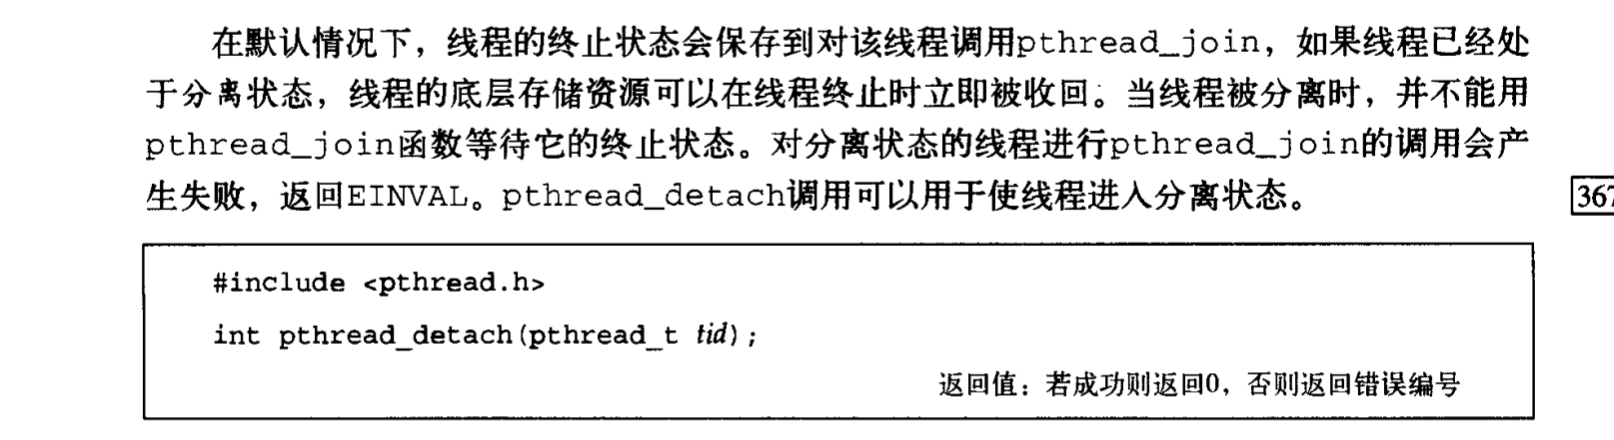 在默认情况下，线程的终止状态会保存到对该线程调用pthread_join，如果线程已经处
于分离状态，线程的底层存储资源可以在线程终止时立即被收回。当线程被分离时，并不能用
pthread_join函数等待它的终止状态。对分离状态的线程进行pthread_join的调用会产
生失败，返回EINVAL。pthread_detach调用可以用于使线程进入分离状态。
367
#include <pthread.h>
int pthread_detach(pthread_t tid);
返回值：若成功则返回0，否则返回错误编号